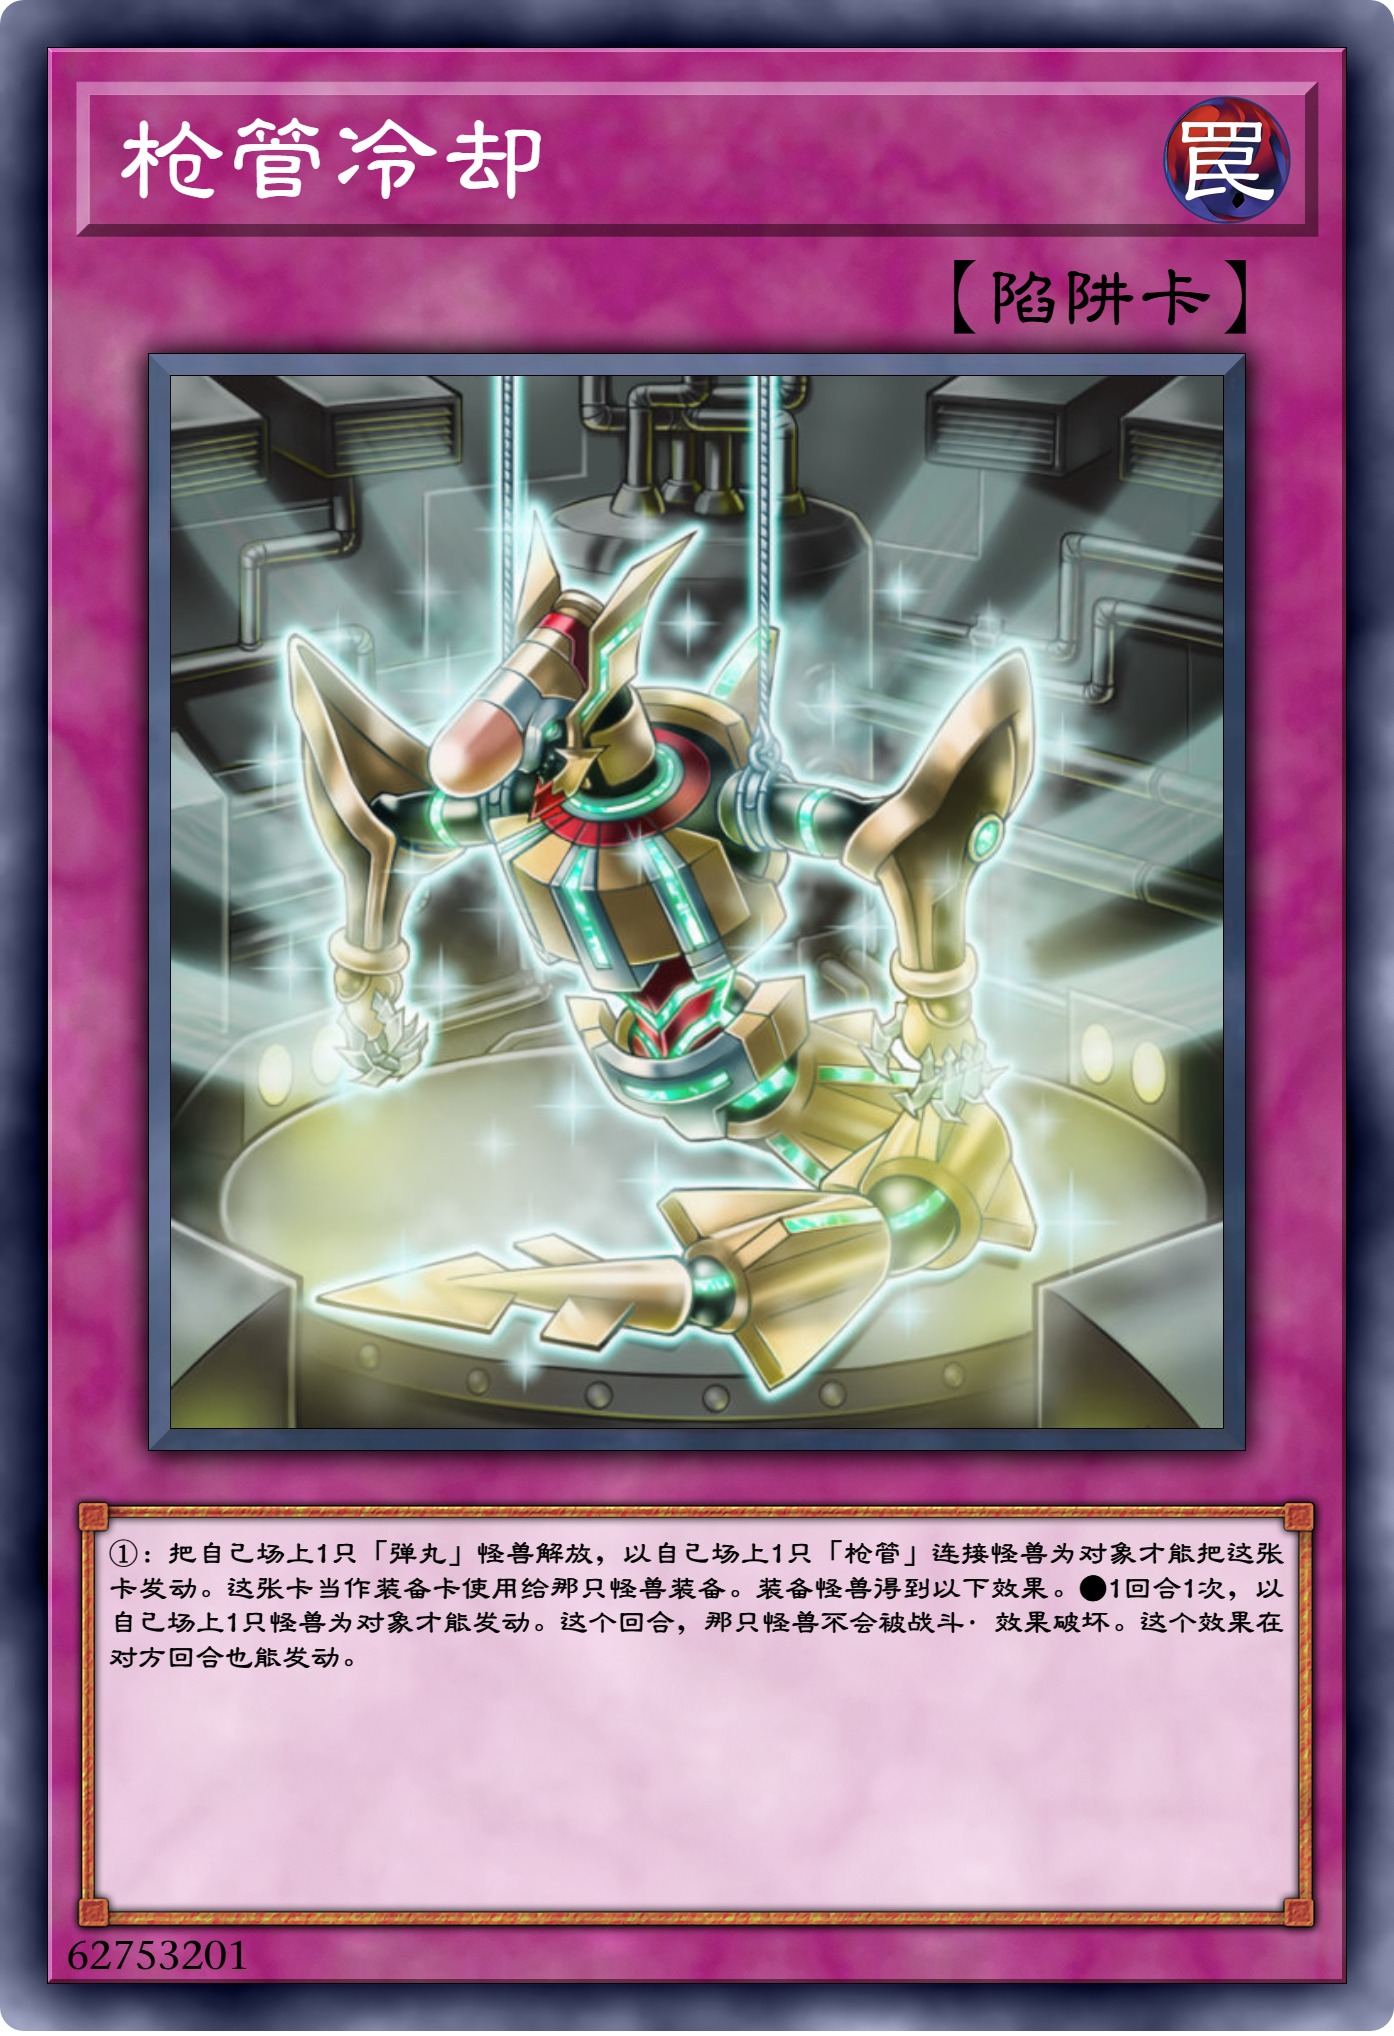 枪管冷却
罠
【陷阱卡】
①：把自己场上1只「弹丸」怪兽解放，以自己场上1只「枪管」连接怪兽为对象才能把这张
卡发动。这张卡当作装备卡使用给那只怪兽装备。装备怪兽得到以下效果。●1回合1次，以
自己场上1只怪兽为对象才能发动。这个回合，那只怪兽不会被战斗·效果破坏。这个效果在
对方回合也能发动。
62753201